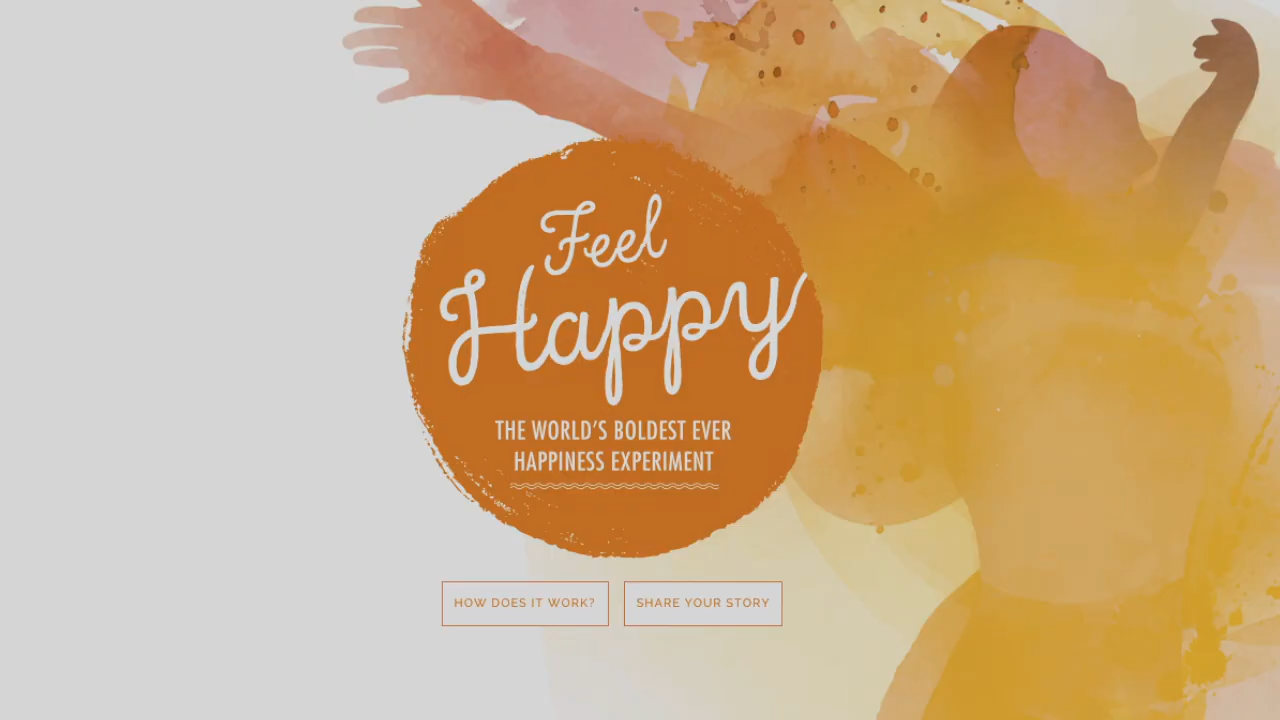 Feel
Happy
THE WORLD'S BOLDEST EVER
HAPPINESS EXPERIMENT
HOW DOES IT WORK?
SHARE YOUR STORY